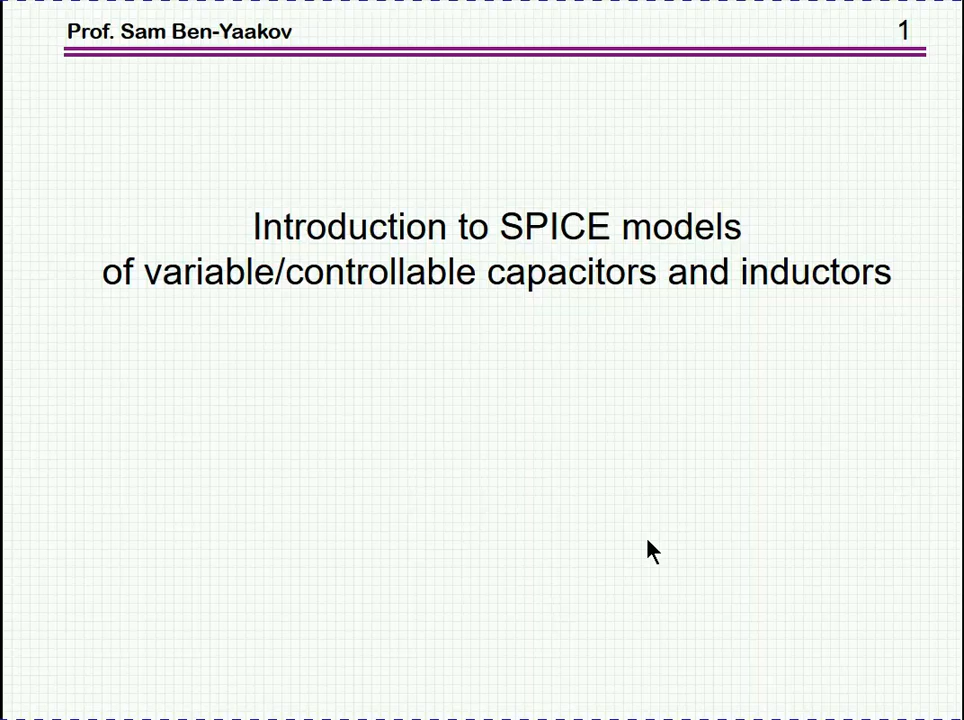 Prof. Sam Ben-Yaakov
1
Introduction to SPICE models
of variable/controllable capacitors and inductors